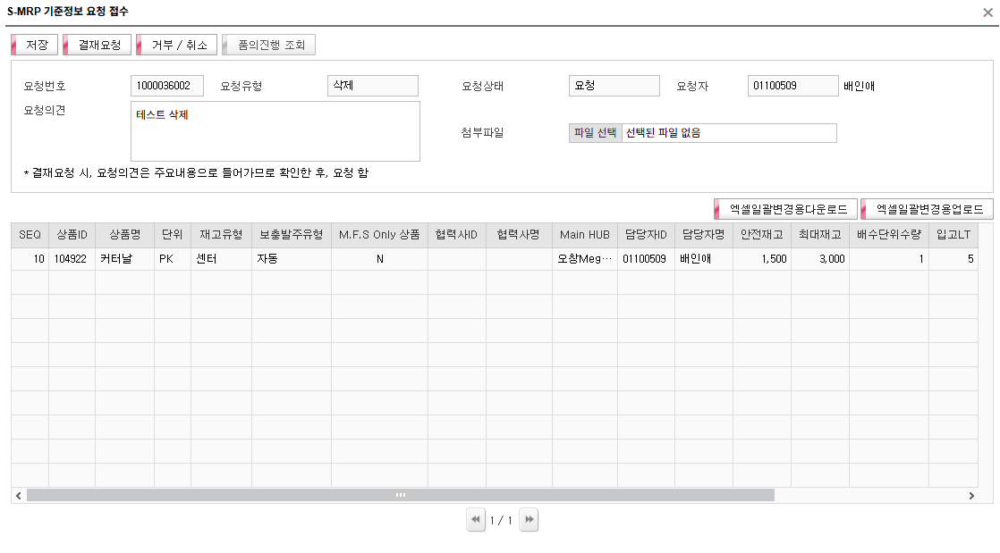 S-MRP 기준정보 요청 접수
저장 결재요청 거부 / 취소 품의진행 조회
요청번호 1000036002 요청유형 삭제 요청상태 요청 요청자 01100509 배인애
요청의견 테스트 삭제
첨부파일 파일 선택 선택된 파일 없음
* 결재요청 시, 요청의견은 주요내용으로 들어가므로 확인한 후, 요청 함
엑셀일괄변경용다운로드 엑셀일괄변경용업로드
SEQ 상품ID 상품명 단위 재고유형 보충발주유형 M.F.S Only 상품 협력사ID 협력사명 Main HUB 담당자ID 담당자명 안전재고 최대재고 배수단위수량 입고LT
10 104922 커터날 PK 센터 자동 N 오창Meg… 01100509 배인애 1,500 3,000 1 5
1 / 1